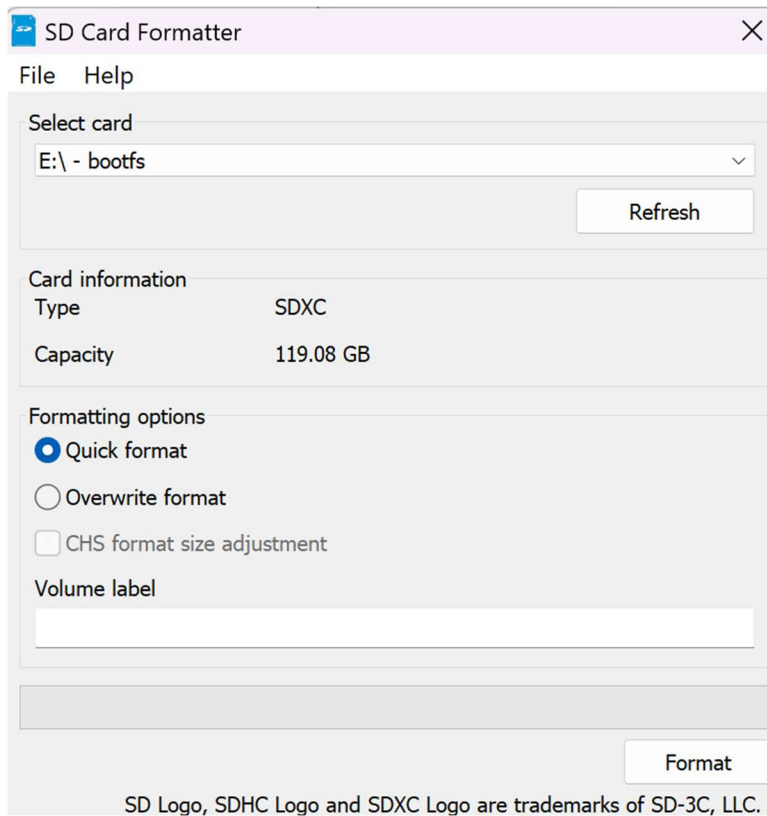 SD Card Formatter
File Help
Select card
E:\ - bootfs
Refresh
Card information
Type SDXC
Capacity 119.08 GB
Formatting options
Quick format
Overwrite format
CHS format size adjustment
Volume label
Format
SD Logo, SDHC Logo and SDXC Logo are trademarks of SD-3C, LLC.